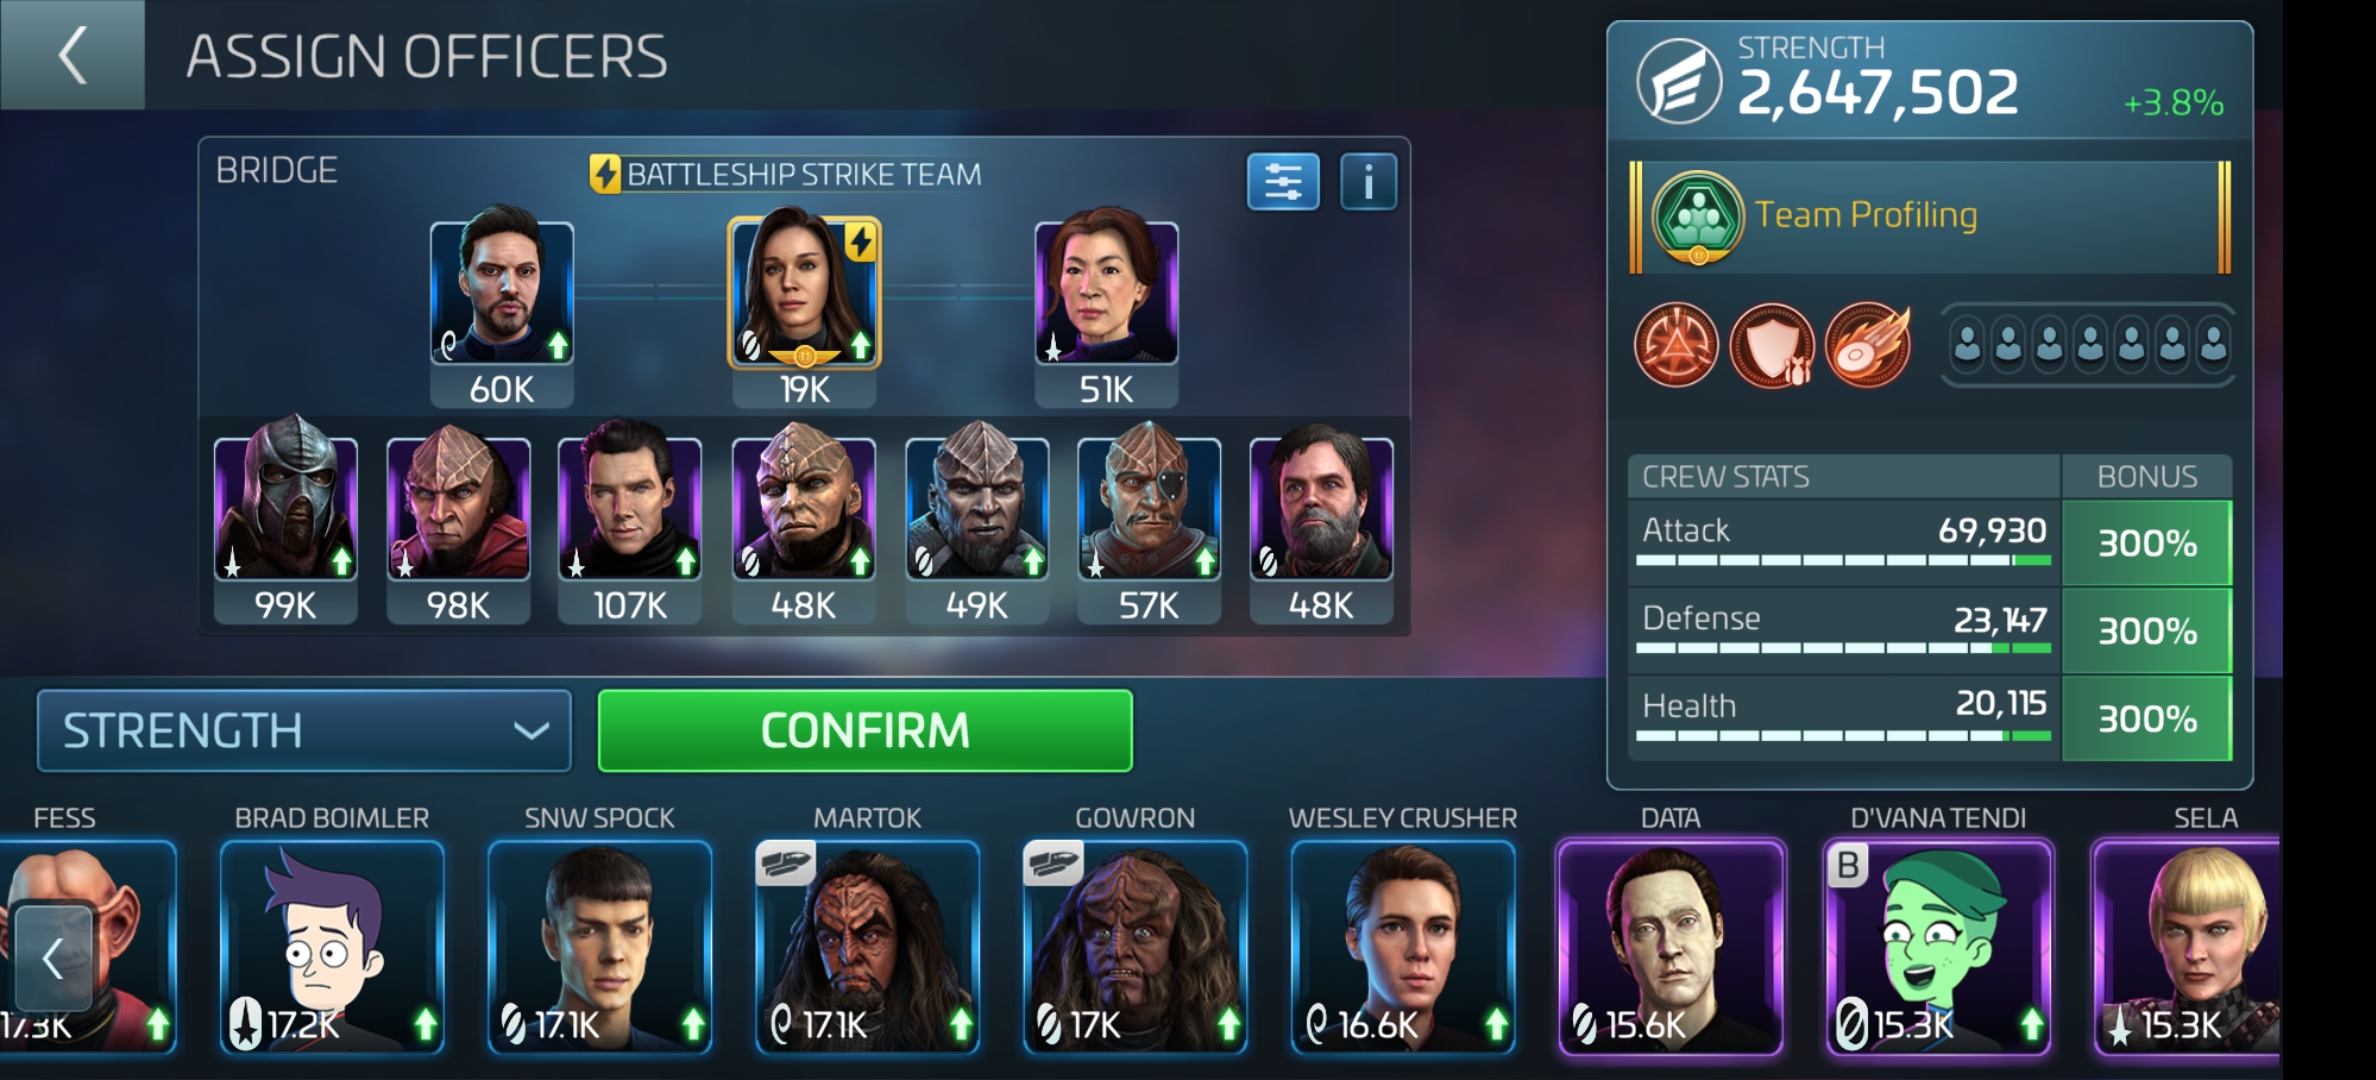 ASSIGN OFFICERS
BRIDGE
BATTLESHIP STRIKE TEAM
60K
19K
51K
99K
98K
107K
48K
49K
57K
48K
STRENGTH
CONFIRM
STRENGTH
2,647,502
+3.8%
Team Profiling
CREW STATS
BONUS
Attack
69,930
300%
Defense
23,147
300%
Health
20,115
300%
FESS
BRAD BOIMLER
SNW SPOCK
MARTOK
GOWRON
WESLEY CRUSHER
DATA
D'VANA TENDI
SELA
B
17.3K
17.2K
17.1K
17.1K
17K
16.6K
15.6K
15.3K
15.3K